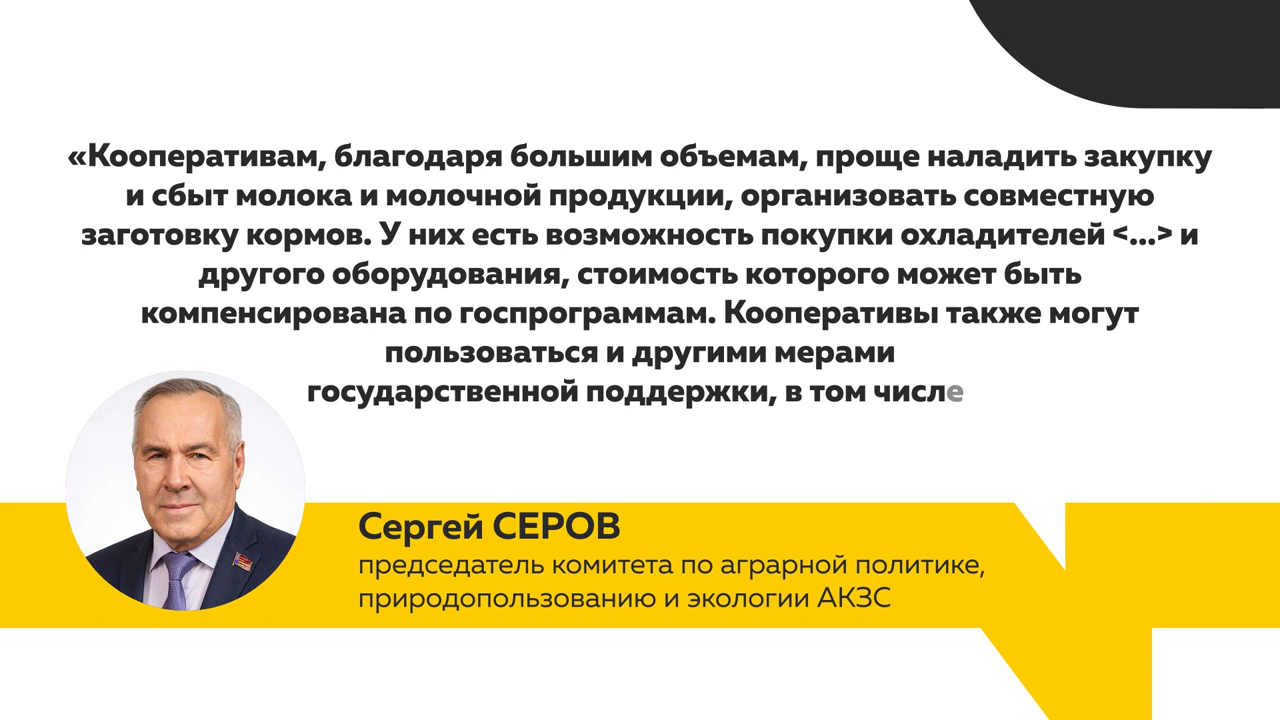 «Кооперативам, благодаря большим объемам, проще наладить закупку
и сбыт молока и молочной продукции, организовать совместную
заготовку кормов. У них есть возможность покупки охладителей <...> и
другого оборудования, стоимость которого может быть
компенсирована по госпрограммам. Кооперативы также могут
пользоваться и другими мерами
государственной поддержки, в том числе
Сергей СЕРОВ
председатель комитета по аграрной политике,
природопользованию и экологии АКЗС